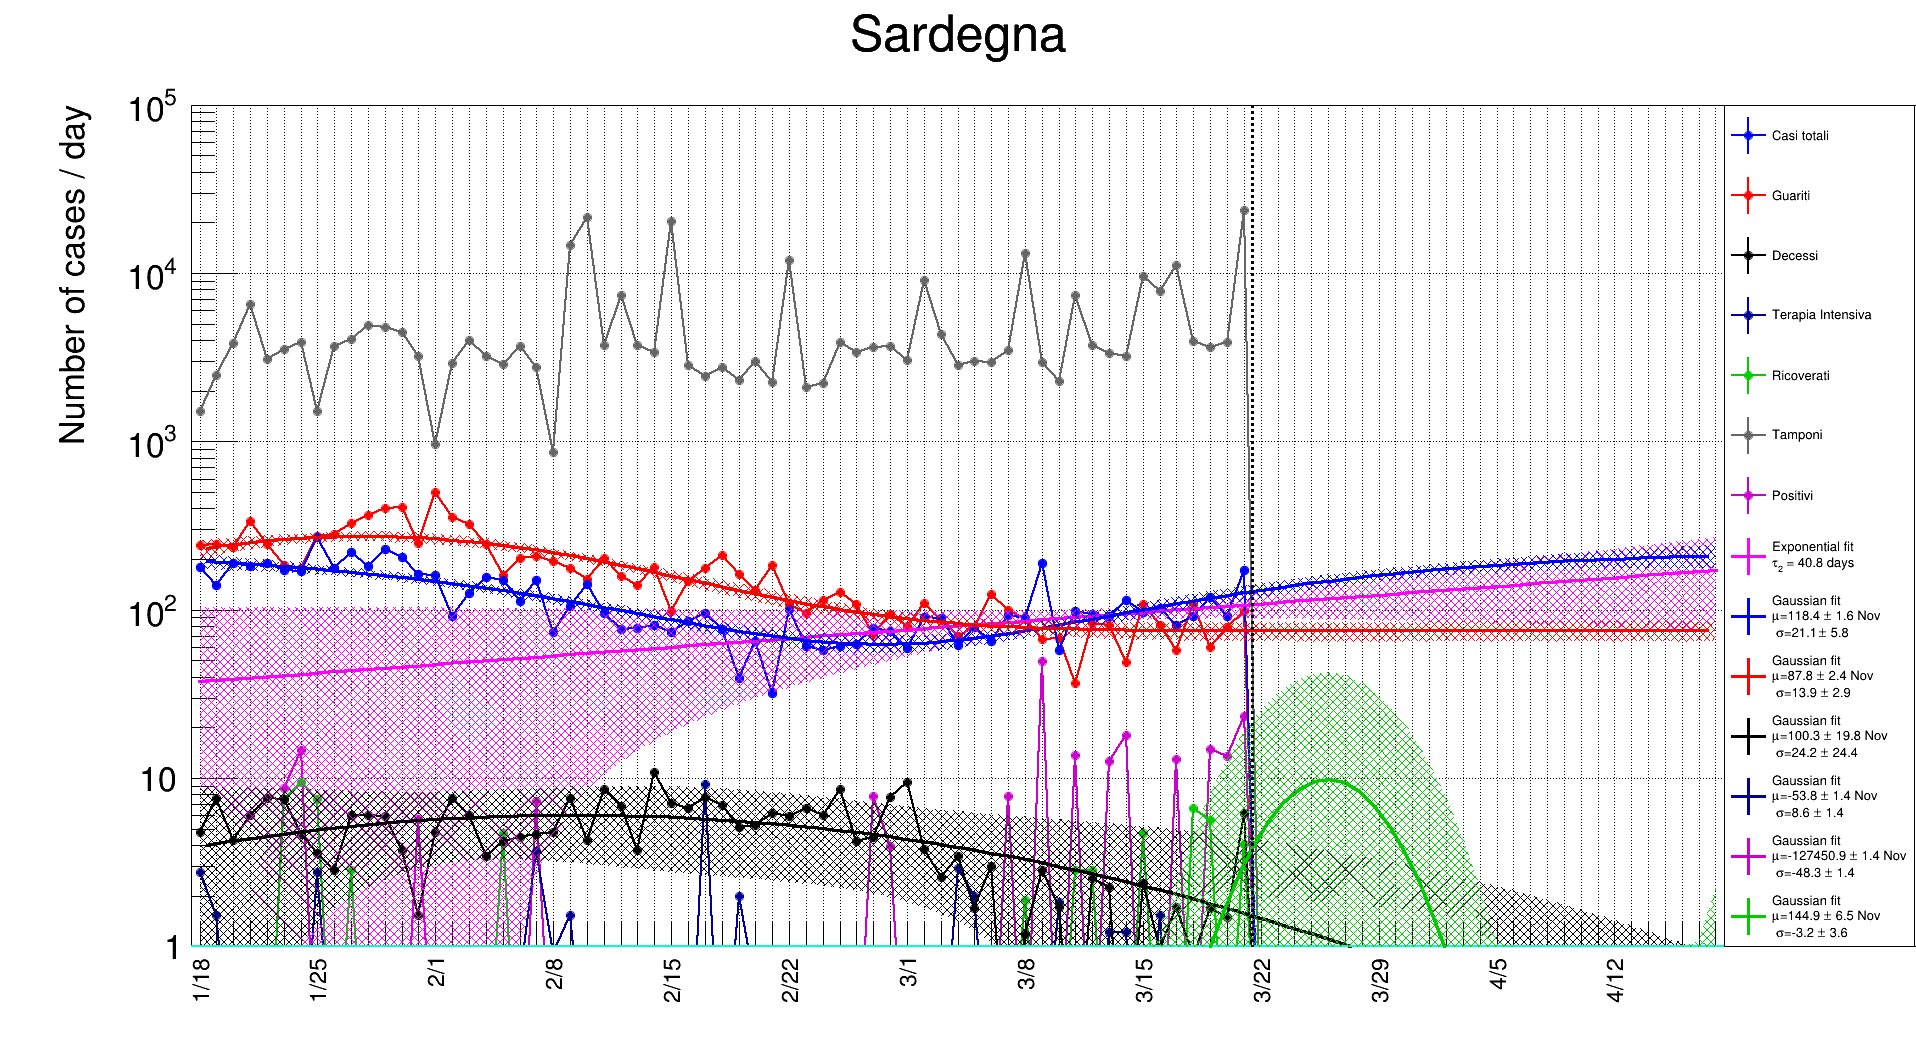 Sardegna
Number of cases / day
10^5
10^4
10^3
10^2
10
1
1/18
1/25
2/1
2/8
2/15
2/22
3/1
3/8
3/15
3/22
3/29
4/5
4/12
Casi totali
Guariti
Decessi
Terapia Intensiva
Ricoverati
Tamponi
Positivi
Exponential fit
τ₂ = 40.8 days
Gaussian fit
μ=118.4 ± 1.6 Nov
σ=21.1 ± 5.8
Gaussian fit
μ=87.8 ± 2.4 Nov
σ=13.9 ± 2.9
Gaussian fit
μ=100.3 ± 19.8 Nov
σ=24.2 ± 24.4
Gaussian fit
μ=-53.8 ± 1.4 Nov
σ=8.6 ± 1.4
Gaussian fit
μ=-127450.9 ± 1.4 Nov
σ=-48.3 ± 1.4
Gaussian fit
μ=144.9 ± 6.5 Nov
σ=-3.2 ± 3.6